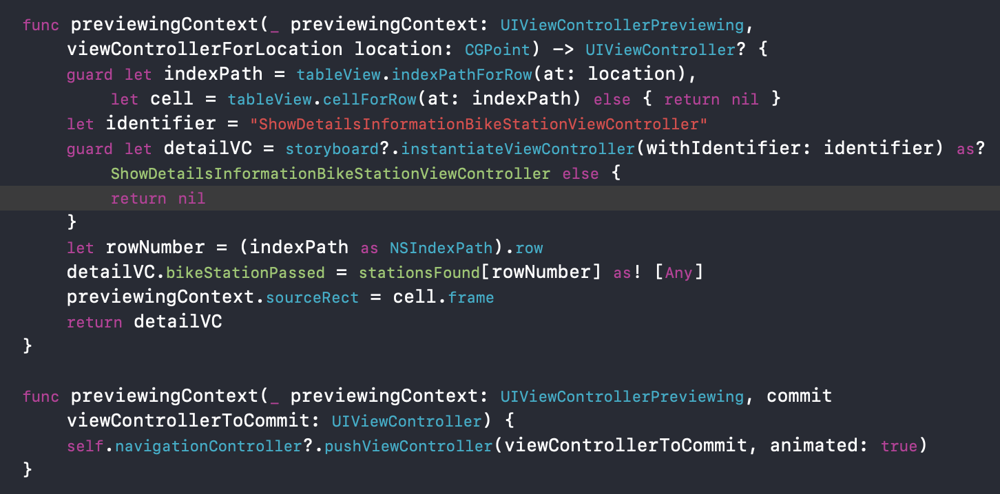 func previewingContext(_ previewingContext: UIViewControllerPreviewing,
    viewControllerForLocation location: CGPoint) -> UIViewController? {
    guard let indexPath = tableView.indexPathForRow(at: location),
        let cell = tableView.cellForRow(at: indexPath) else { return nil }
    let identifier = "ShowDetailsInformationBikeStationViewController"
    guard let detailVC = storyboard?.instantiateViewController(withIdentifier: identifier) as?
        ShowDetailsInformationBikeStationViewController else {
        return nil
    }
    let rowNumber = (indexPath as NSIndexPath).row
    detailVC.bikeStationPassed = stationsFound[rowNumber] as! [Any]
    previewingContext.sourceRect = cell.frame
    return detailVC
}

func previewingContext(_ previewingContext: UIViewControllerPreviewing, commit
    viewControllerToCommit: UIViewController) {
    self.navigationController?.pushViewController(viewControllerToCommit, animated: true)
}